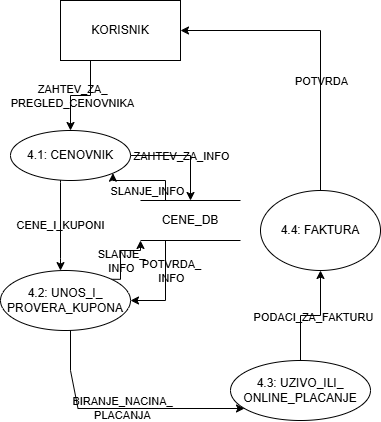 KORISNIK
POTVRDA
ZAHTEV_ZA_
PREGLED_CENOVNIKA
4.1: CENOVNIK
ZAHTEV_ZA_INFO
SLANJE_INFO
CENE_DB
CENE_I_KUPONI
4.4: FAKTURA
SLANJE_
INFO
POTVRDA_
INFO
4.2: UNOS_I_
PROVERA_KUPONA
PODACI_ZA_FAKTURU
4.3: UZIVO_ILI_
ONLINE_PLACANJE
BIRANJE_NACINA_
PLACANJA